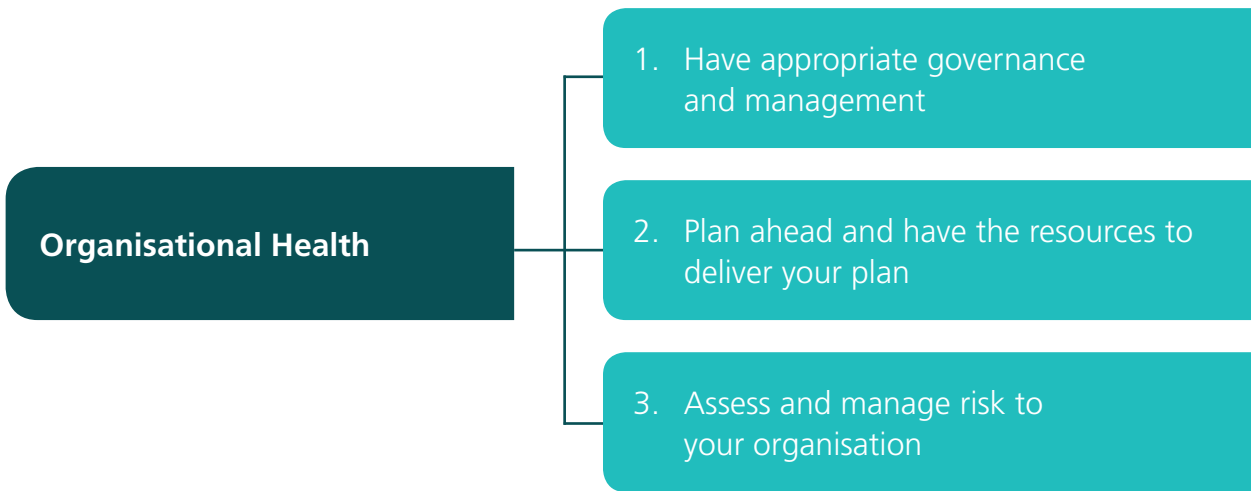 Organisational Health
1. Have appropriate governance
and management
2. Plan ahead and have the resources to
deliver your plan
3. Assess and manage risk to
your organisation